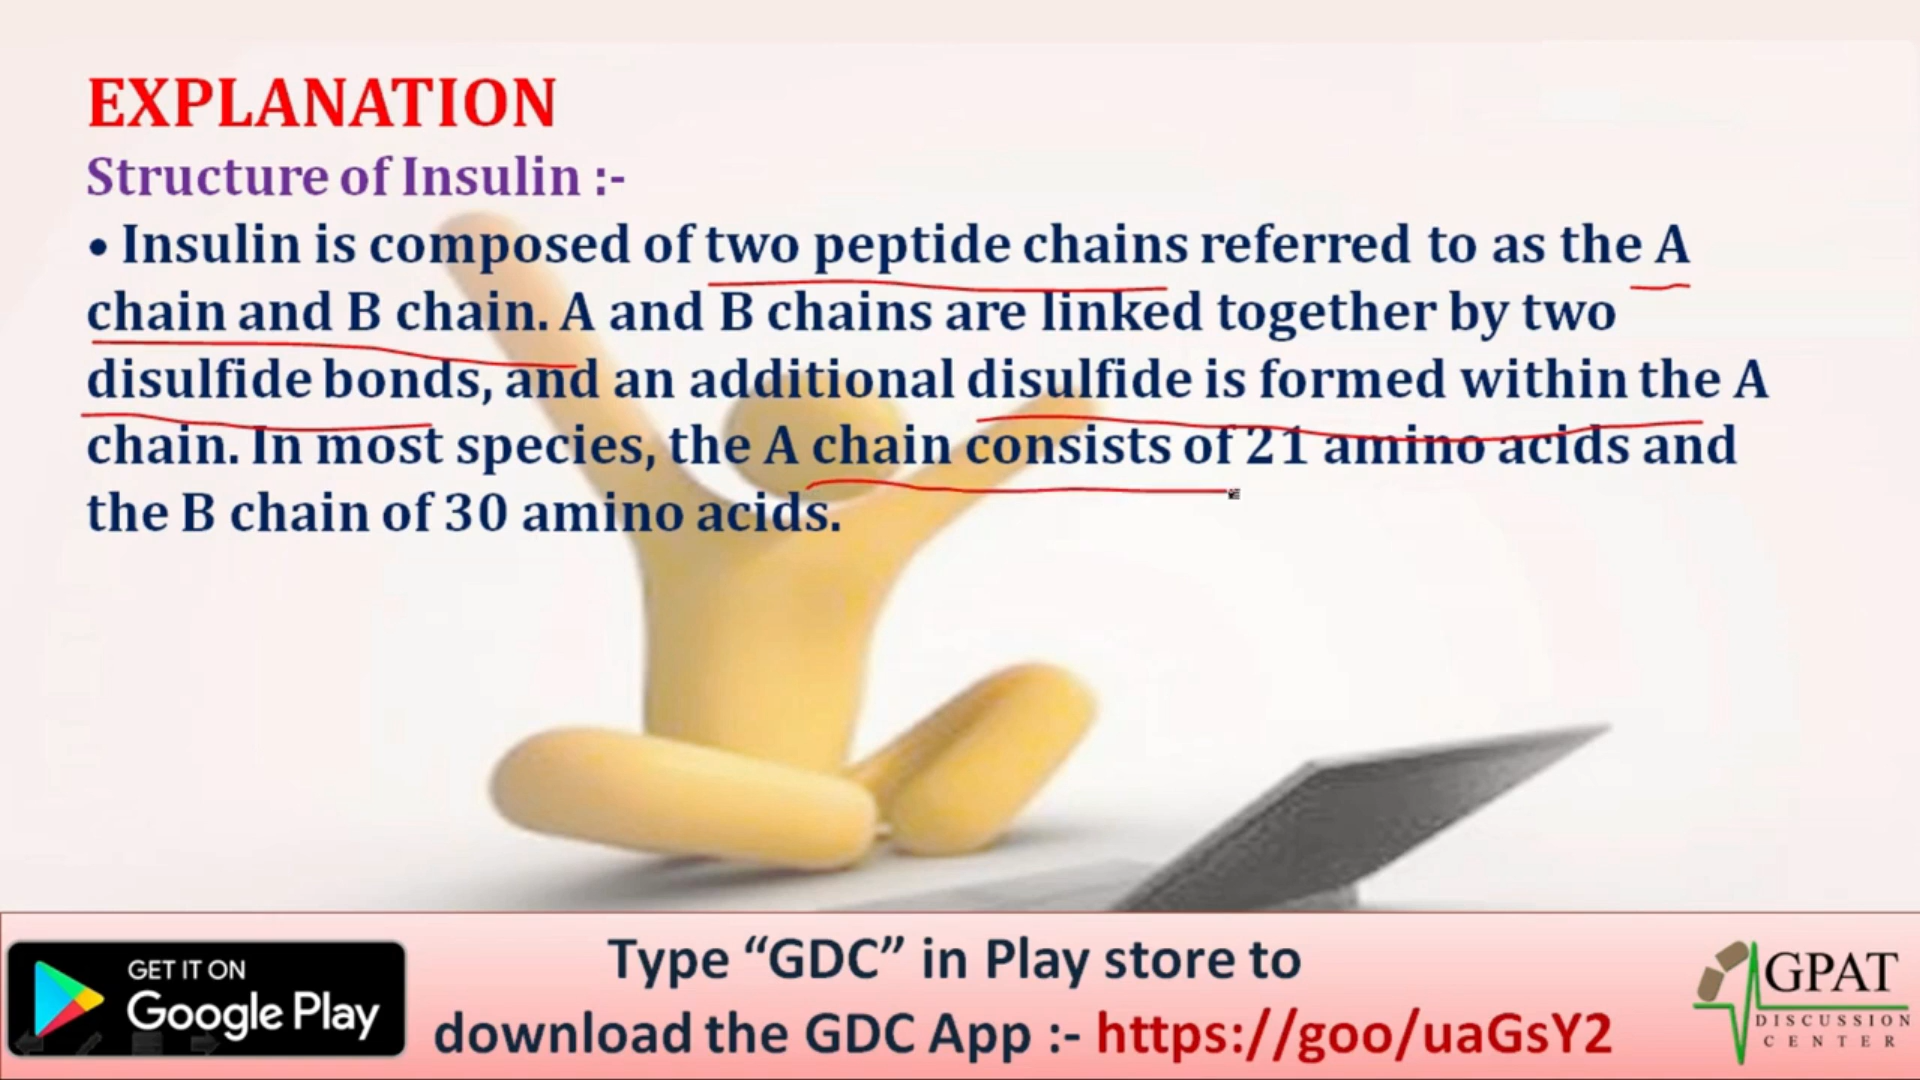 EXPLANATION
Structure of Insulin :-
• Insulin is composed of two peptide chains referred to as the A
chain and B chain. A and B chains are linked together by two
disulfide bonds, and an additional disulfide is formed within the A
chain. In most species, the A chain consists of 21 amino acids and
the B chain of 30 amino acids.
GET IT ON
Google Play
Type “GDC” in Play store to
download the GDC App :- https://goo/uaGsY2
GPAT
DISCUSSION
CENTER